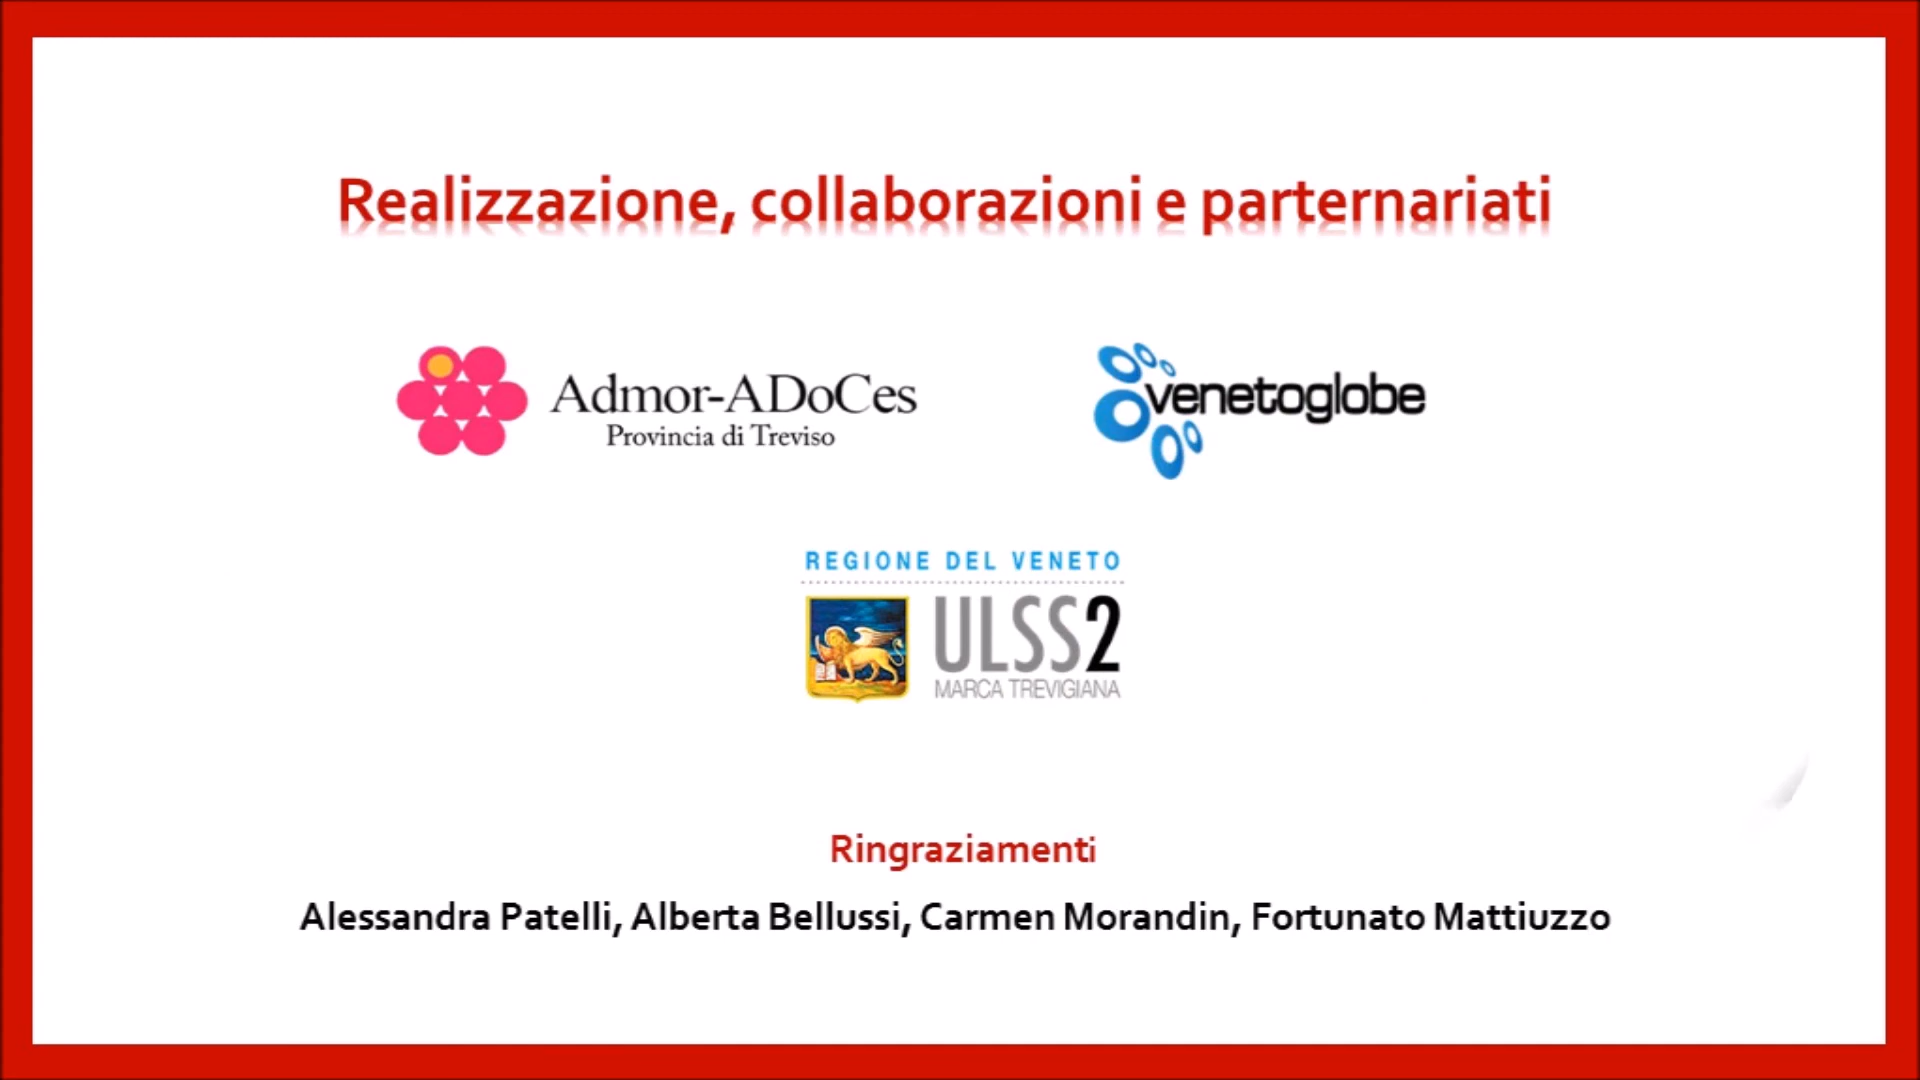 Realizzazione, collaborazioni e parternariati
Admor-ADoCes
Provincia di Treviso
venetoglobe
REGIONE DEL VENETO
ULSS2
MARCA TREVIGIANA
Ringraziamenti
Alessandra Patelli, Alberta Bellussi, Carmen Morandin, Fortunato Mattiuzzo